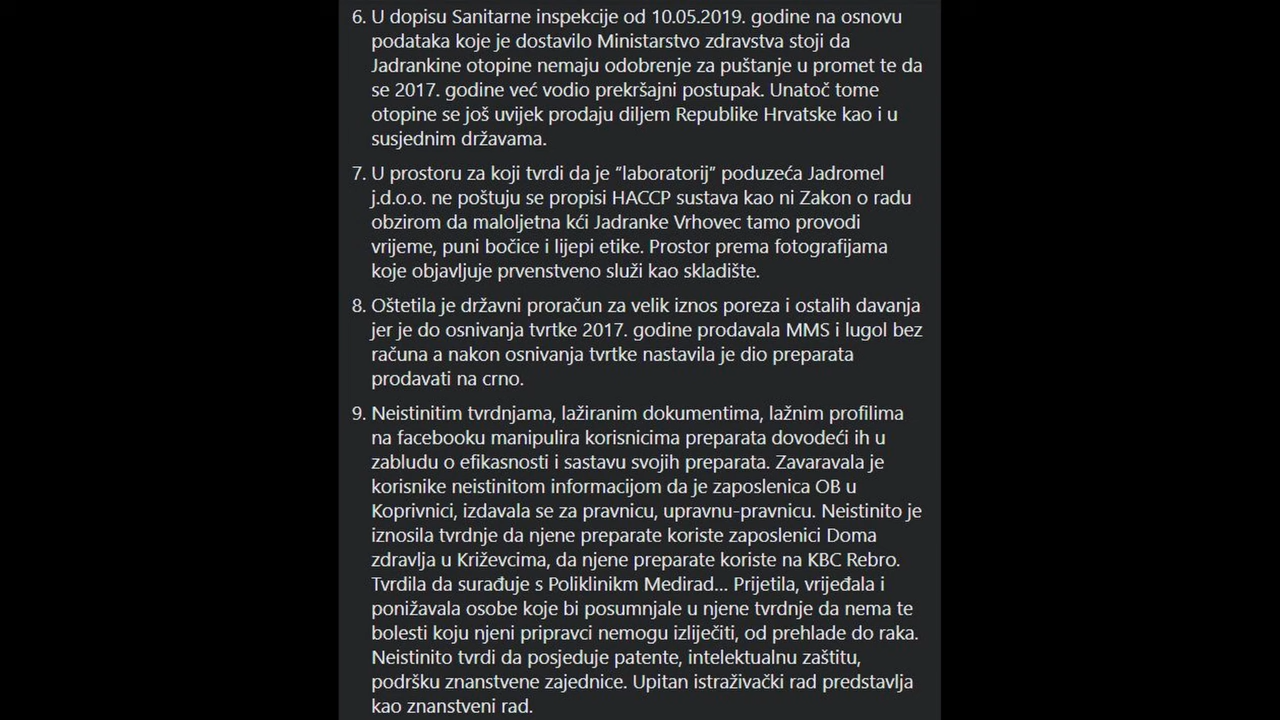 6. U dopisu Sanitarne inspekcije od 10.05.2019. godine na osnovu
podataka koje je dostavilo Ministarstvo zdravstva stoji da
Jadrankine otopine nemaju odobrenje za puštanje u promet te da
se 2017. godine već vodio prekršajni postupak. Unatoč tome
otopine se još uvijek prodaju diljem Republike Hrvatske kao i u
susjednim državama.
7. U prostoru za koji tvrdi da je “laboratorij” poduzeća Jadromel
j.d.o.o. ne poštuju se propisi HACCP sustava kao ni Zakon o radu
obzirom da maloljetna kći Jadranke Vrhovec tamo provodi
vrijeme, puni bočice i lijepi etike. Prostor prema fotografijama
koje objavljuje prvenstveno služi kao skladište.
8. Oštetila je državni proračun za velik iznos poreza i ostalih davanja
jer je do osnivanja tvrtke 2017. godine prodavala MMS i lugol bez
računa a nakon osnivanja tvrtke nastavila je dio preparata
prodavati na crno.
9. Neistinitim tvrdnjama, lažiranim dokumentima, lažnim profilima
na facebooku manipulira korisnicima preparata dovodeći ih u
zabludu o efikasnosti i sastavu svojih preparata. Zavaravala je
korisnike neistinitom informacijom da je zaposlenica OB u
Koprivnici, izdavala se za pravnicu, upravnu-pravnicu. Neistinito je
iznosila tvrdnje da njene preparate koriste zaposlenici Doma
zdravlja u Križevcima, da njene preparate koriste na KBC Rebro.
Tvrdila da surađuje s Poliklinikm Medirad... Prijetila, vrijeđala i
ponižavala osobe koje bi posumnjale u njene tvrdnje da nema te
bolesti koju njeni pripravci nemogu izliječiti, od prehlade do raka.
Neistinito tvrdi da posjeduje patente, intelektualnu zaštitu,
podršku znanstvene zajednice. Upitan istraživački rad predstavlja
kao znanstveni rad.